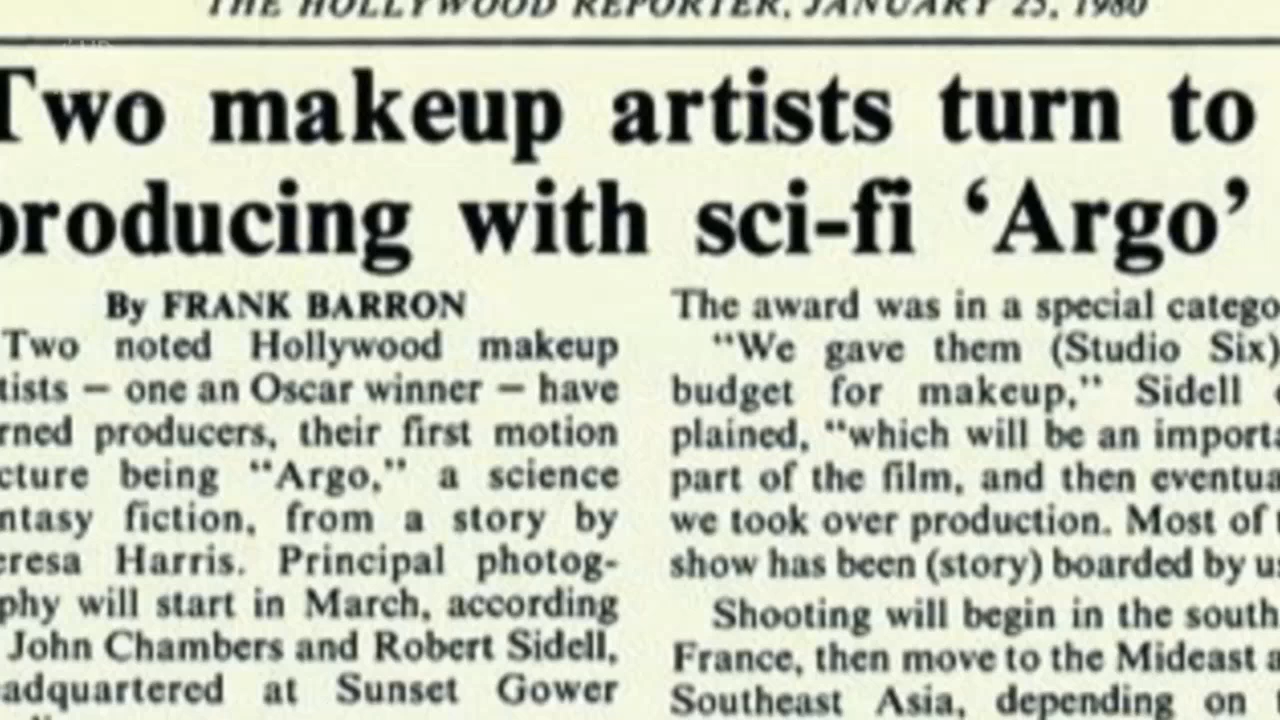 THE HOLLYWOOD REPORTER, JANUARY 25, 1980
Two makeup artists turn to
producing with sci-fi ‘Argo’
By FRANK BARRON
Two noted Hollywood makeup
tists — one an Oscar winner — have
rned producers, their first motion
cture being “Argo,” a science
ntasy fiction, from a story by
eresa Harris. Principal photog-
phy will start in March, according
John Chambers and Robert Sidell,
adquartered at Sunset Gower
The award was in a special catego
“We gave them (Studio Six)
budget for makeup,” Sidell
plained, “which will be an importa
part of the film, and then eventua
we took over production. Most of
show has been (story) boarded by us
Shooting will begin in the south
France, then move to the Mideast a
Southeast Asia, depending on